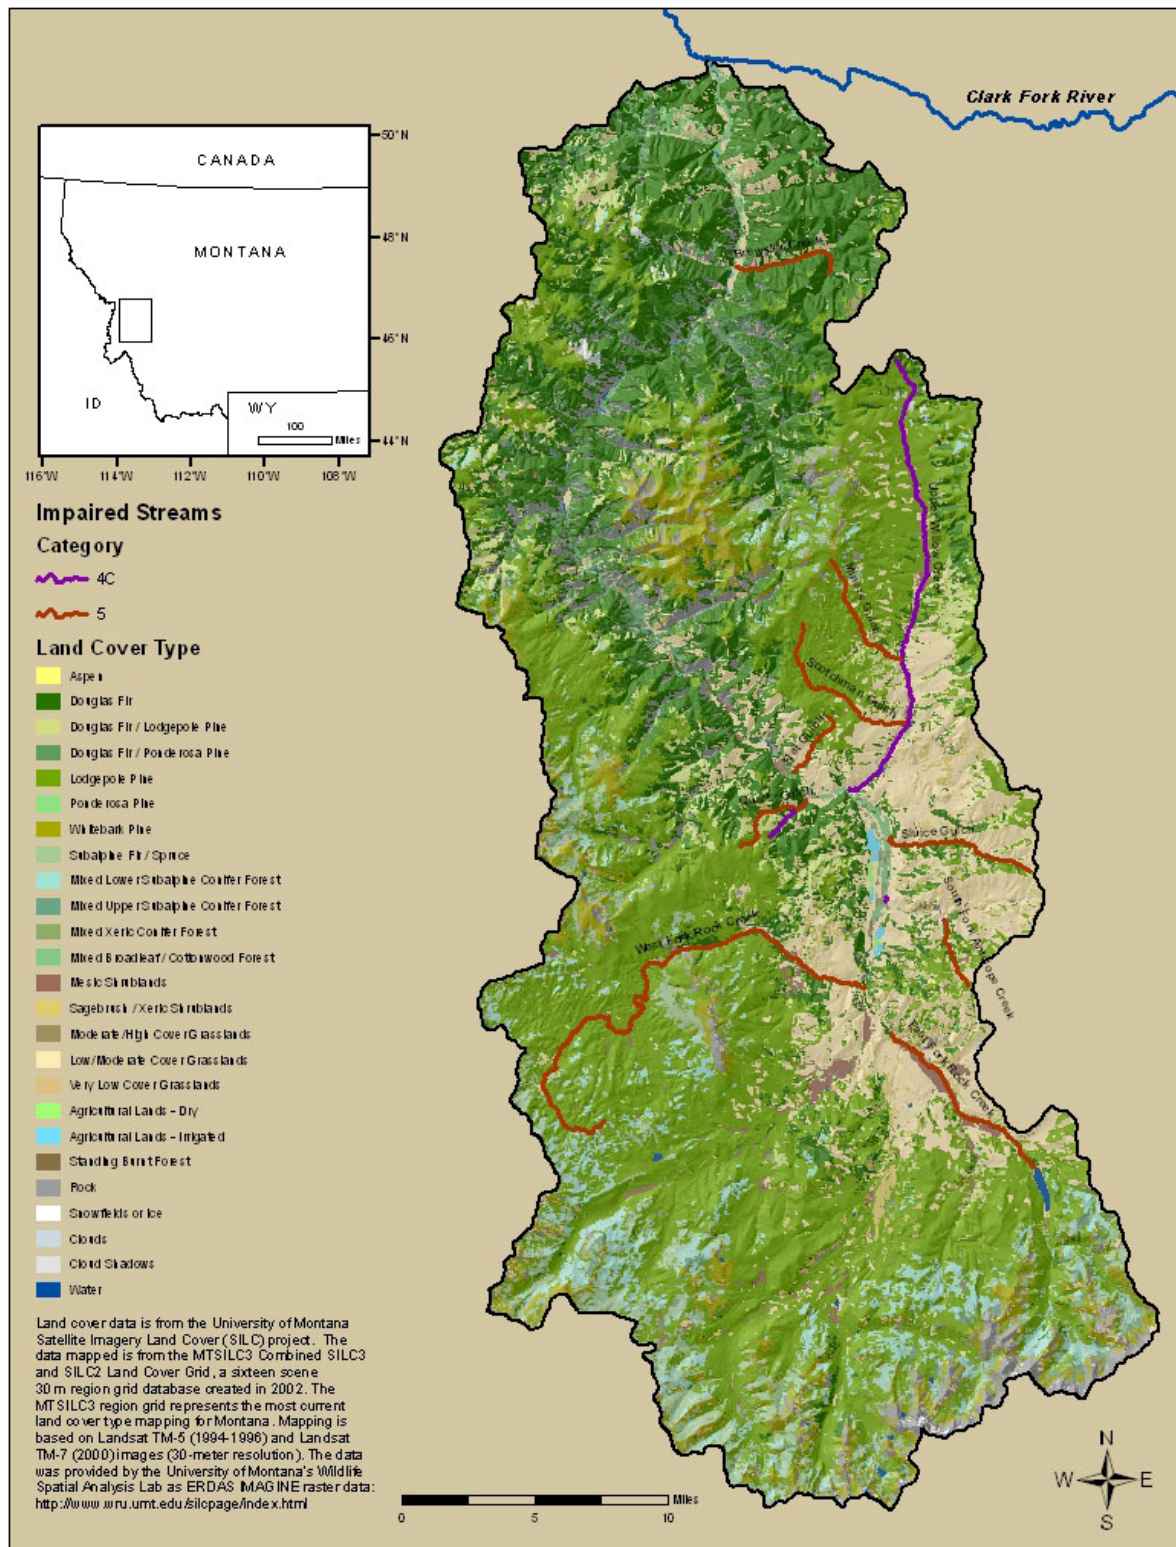 Clark Fork River
50°N
CANADA
48°N
MONTANA
46°N
ID
WY
100
Miles
44°N
116°W
114°W
112°W
110°W
108°W
Impaired Streams
Category
4C
5
Land Cover Type
Aspen
Douglas Fir
Douglas Fir / Lodgepole Pine
Douglas Fir / Ponderosa Pine
Lodgepole Pine
Ponderosa Pine
Whitebark Pine
Subalpine Fir / Spruce
Mixed Lower Subalpine Conifer Forest
Mixed Upper Subalpine Conifer Forest
Mixed Xeric Conifer Forest
Mixed Broadleaf / Cottonwood Forest
Mesic Shrublands
Sagebrush / Xeric Shrublands
Moderate/High Cover Grasslands
Low/Moderate Cover Grasslands
Very Low Cover Grasslands
Agricultural Lands - Dry
Agricultural Lands - Irrigated
Standing Burnt Forest
Rock
Snowfields or Ice
Clouds
Cloud Shadows
Water
Land cover data is from the University of Montana
Satellite Imagery Land Cover (SILC) project. The
data mapped is from the MTSILC3 Combined SILC3
and SILC2 Land Cover Grid, a sixteen scene
30 m region grid database created in 2002. The
MTSILC3 region grid represents the most current
land cover type mapping for Montana. Mapping is
based on Landsat TM-5 (1994-1996) and Landsat
TM-7 (2000) images (30-meter resolution). The data
was provided by the University of Montana's Wildlife
Spatial Analysis Lab as ERDAS IMAGINE raster data:
http://www.wru.umt.edu/silcpage/index.html
Scotchman Gulch
Flat Gulch
Sluice Gulch
South Fork Antelope Creek
West Fork Rock Creek
East Fork Rock Creek
Miles
0
5
10
N
W
E
S